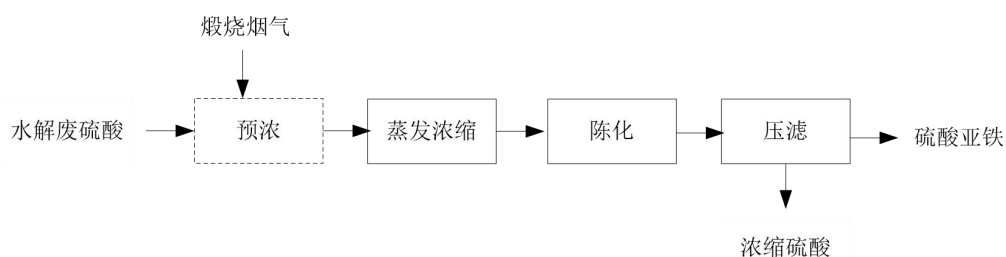 煅烧烟气
水解废硫酸
预浓
蒸发浓缩
陈化
压滤
硫酸亚铁
浓缩硫酸